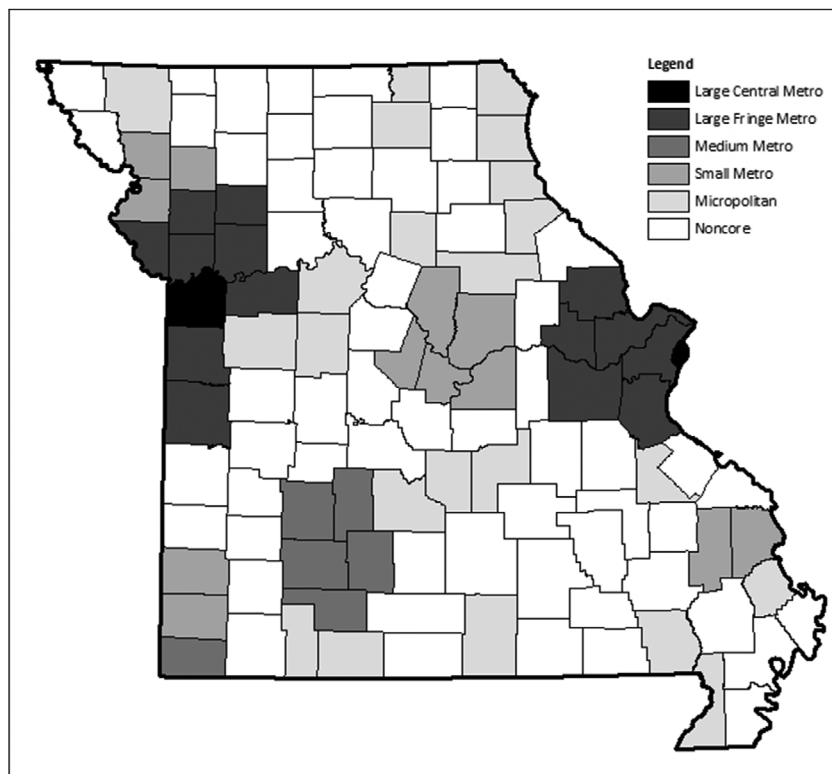 Legend
Large Central Metro
Large Fringe Metro
Medium Metro
Small Metro
Micropolitan
Noncore